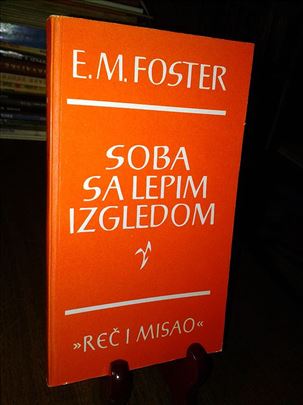 E. M. FOSTER
SOBA
SA LEPIM
IZGLEDOM
»REČ I MISAO«